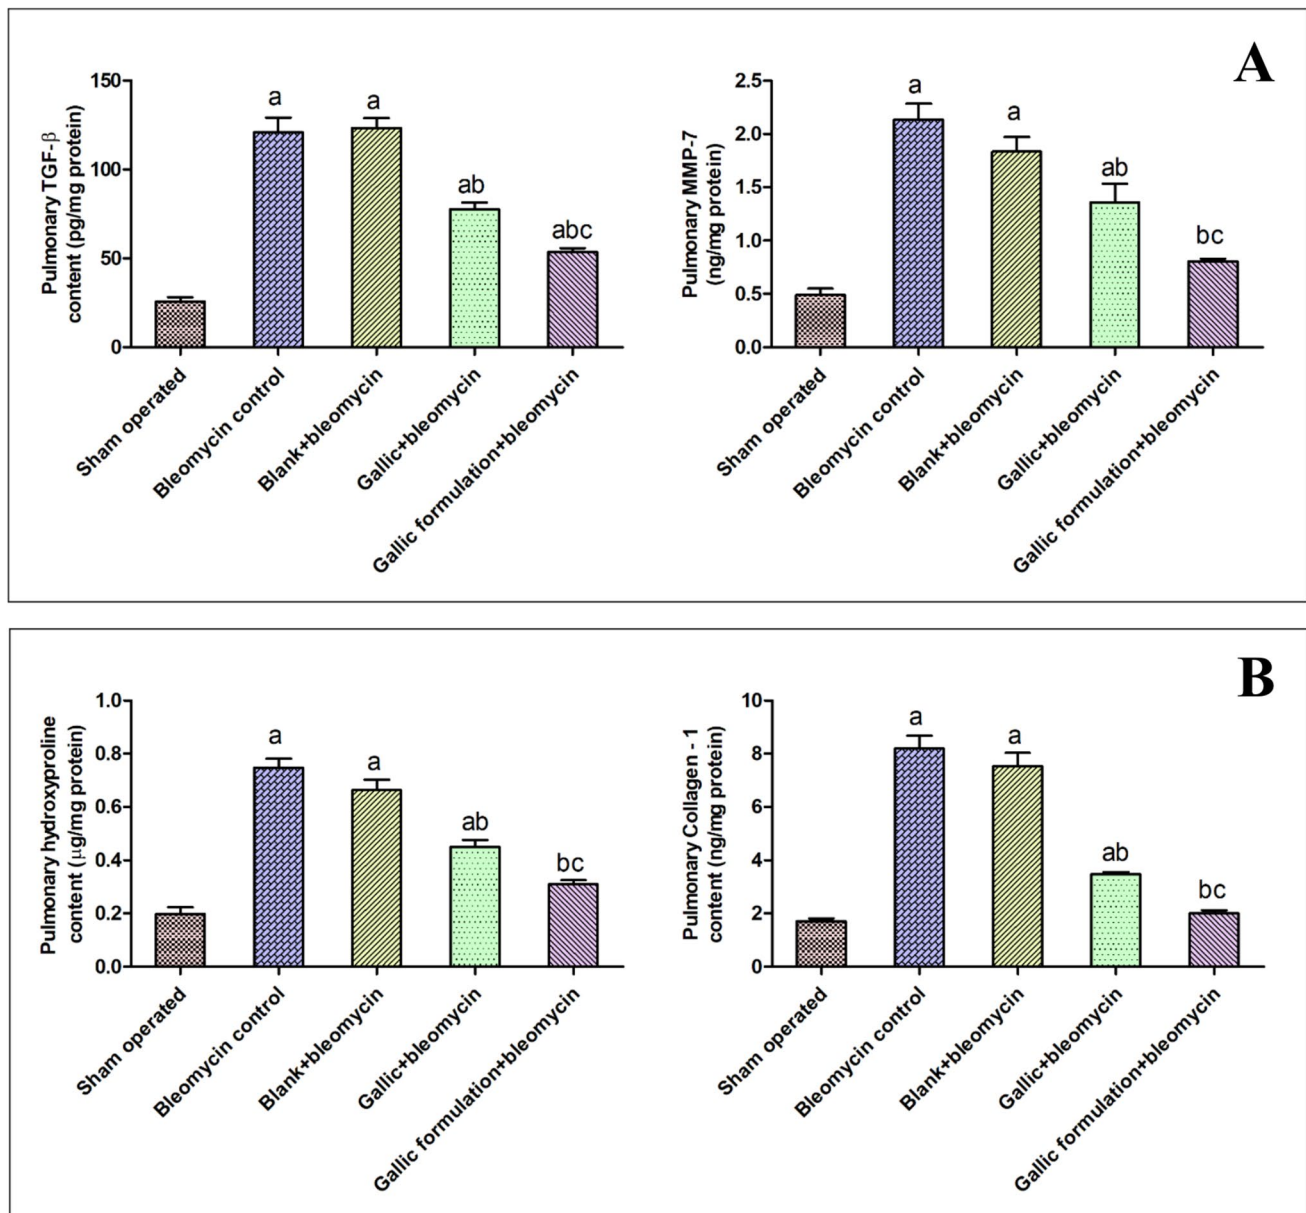 A
Pulmonary TGF-β
content (pg/mg protein)
150
100
50
0
a
a
ab
abc
Sham operated
Bleomycin control
Blank+bleomycin
Gallic+bleomycin
Gallic formulation+bleomycin
Pulmonary MMP-7
(ng/mg protein)
2.5
2.0
1.5
1.0
0.5
0.0
a
a
ab
bc
Sham operated
Bleomycin control
Blank+bleomycin
Gallic+bleomycin
Gallic formulation+bleomycin
B
Pulmonary hydroxyproline
content (µg/mg protein)
1.0
0.8
0.6
0.4
0.2
0.0
a
a
ab
bc
Sham operated
Bleomycin control
Blank+bleomycin
Gallic+bleomycin
Gallic formulation+bleomycin
Pulmonary Collagen - 1
content (ng/mg protein)
10
8
6
4
2
0
a
a
ab
bc
Sham operated
Bleomycin control
Blank+bleomycin
Gallic+bleomycin
Gallic formulation+bleomycin